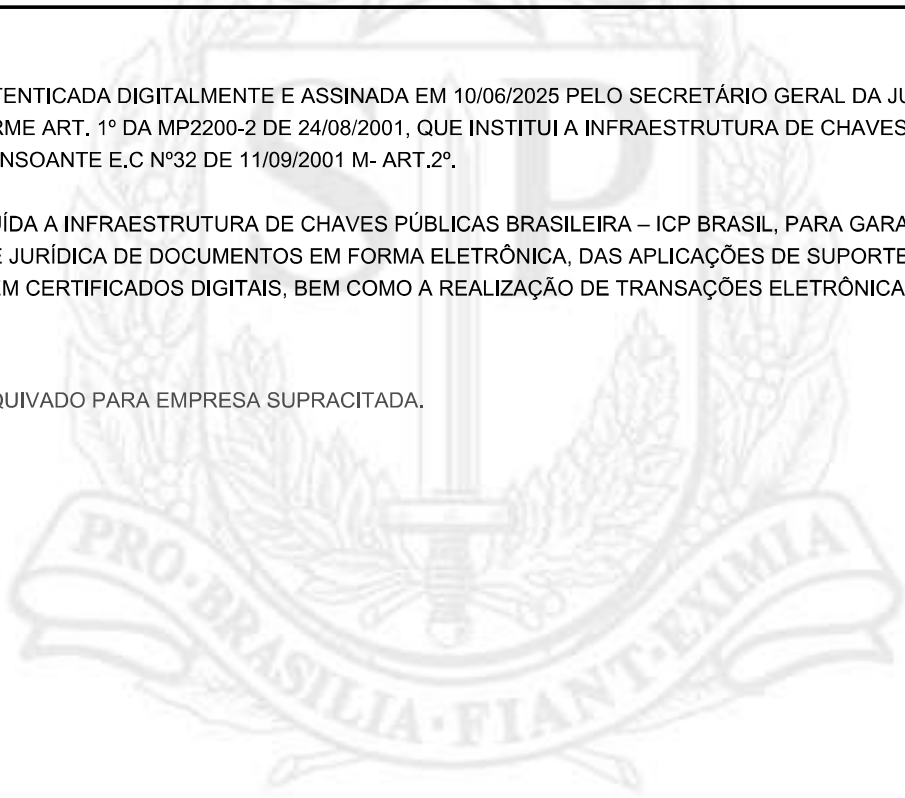 TENTICADA DIGITALMENTE E ASSINADA EM 10/06/2025 PELO SECRETÁRIO GERAL DA JU
RME ART. 1º DA MP2200-2 DE 24/08/2001, QUE INSTITUI A INFRAESTRUTURA DE CHAVES
NSOANTE E.C Nº32 DE 11/09/2001 M- ART.2º.
ÍDA A INFRAESTRUTURA DE CHAVES PÚBLICAS BRASILEIRA – ICP BRASIL, PARA GARA
E JURÍDICA DE DOCUMENTOS EM FORMA ELETRÔNICA, DAS APLICAÇÕES DE SUPORTE
EM CERTIFICADOS DIGITAIS, BEM COMO A REALIZAÇÃO DE TRANSAÇÕES ELETRÔNICA
QUIVADO PARA EMPRESA SUPRACITADA.
SP
PRO·BRASILIA·FIANT·EXIMIA